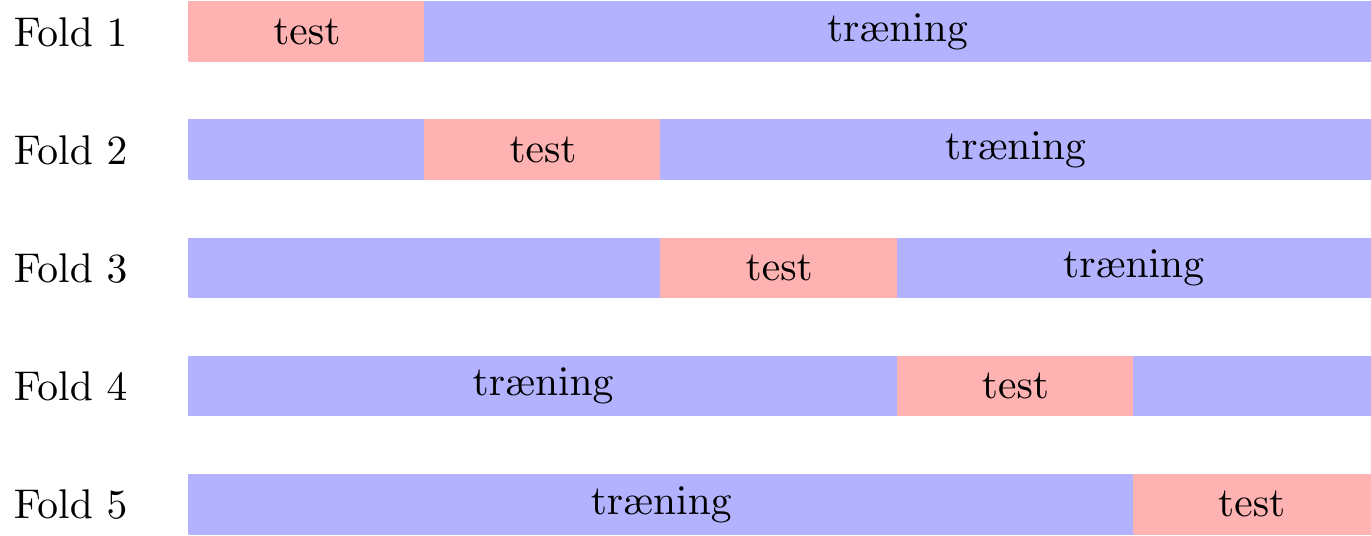 Fold 1 test træning
Fold 2 test træning
Fold 3 test træning
Fold 4 træning test
Fold 5 træning test